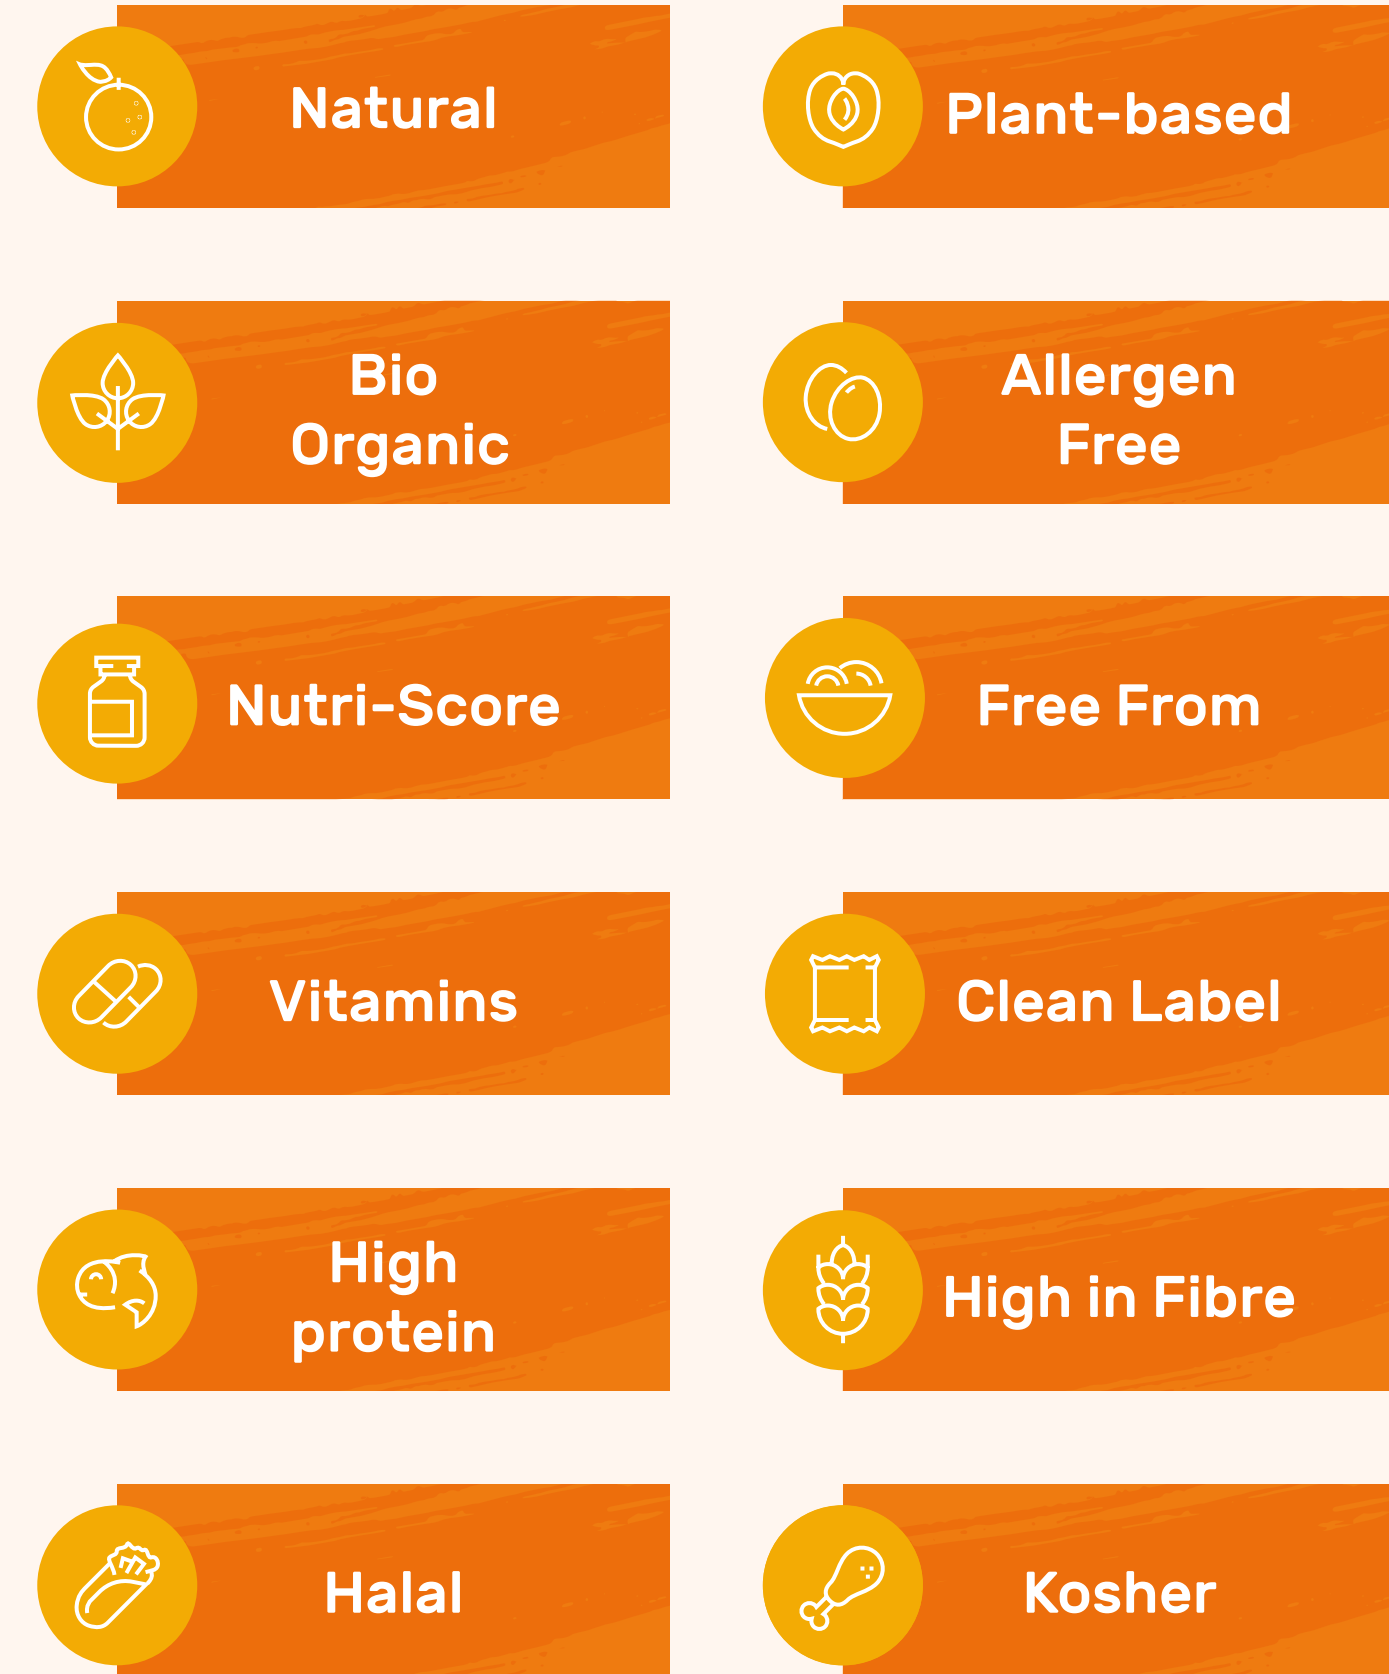 Natural
Plant-based
Bio
Organic
Allergen
Free
Nutri-Score
Free From
Vitamins
Clean Label
High
protein
High in Fibre
Halal
Kosher